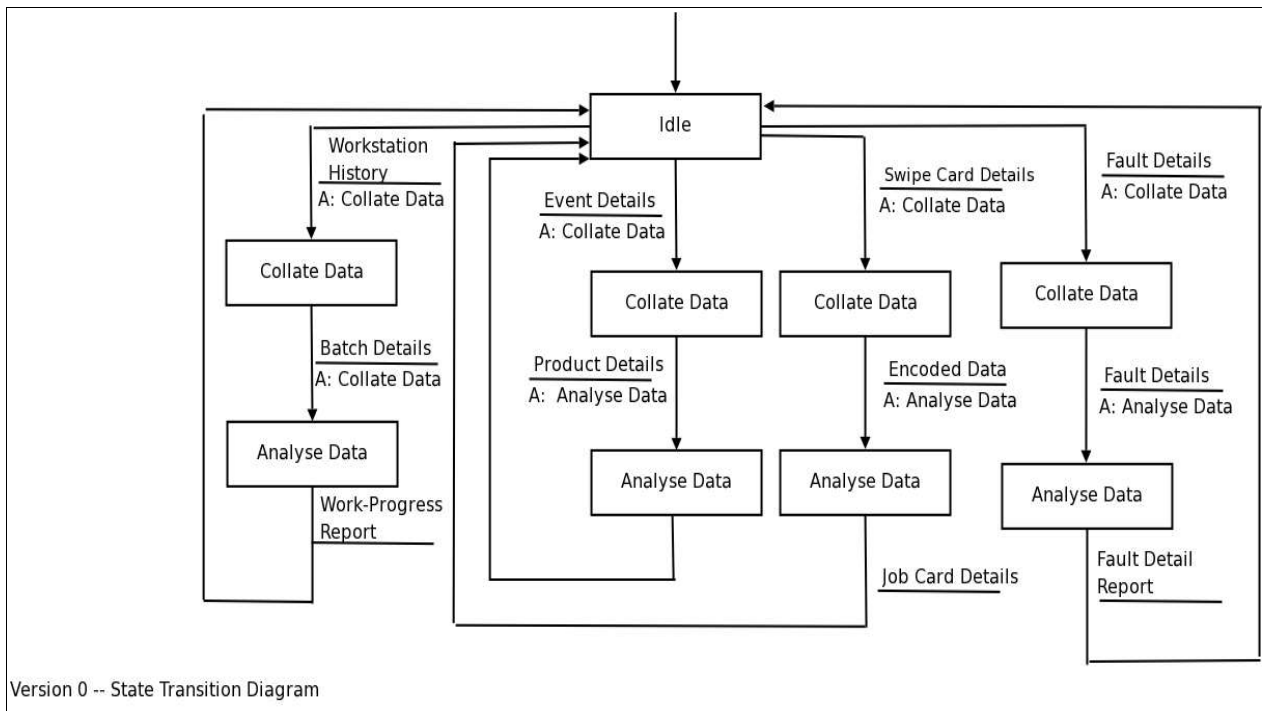 Idle
Workstation
History
A: Collate Data
Collate Data
Batch Details
A: Collate Data
Analyse Data
Work-Progress
Report
Event Details
A: Collate Data
Collate Data
Product Details
A: Analyse Data
Analyse Data
Swipe Card Details
A: Collate Data
Collate Data
Encoded Data
A: Analyse Data
Analyse Data
Job Card Details
Fault Details
A: Collate Data
Collate Data
Fault Details
A: Analyse Data
Analyse Data
Fault Detail
Report
Version 0 -- State Transition Diagram